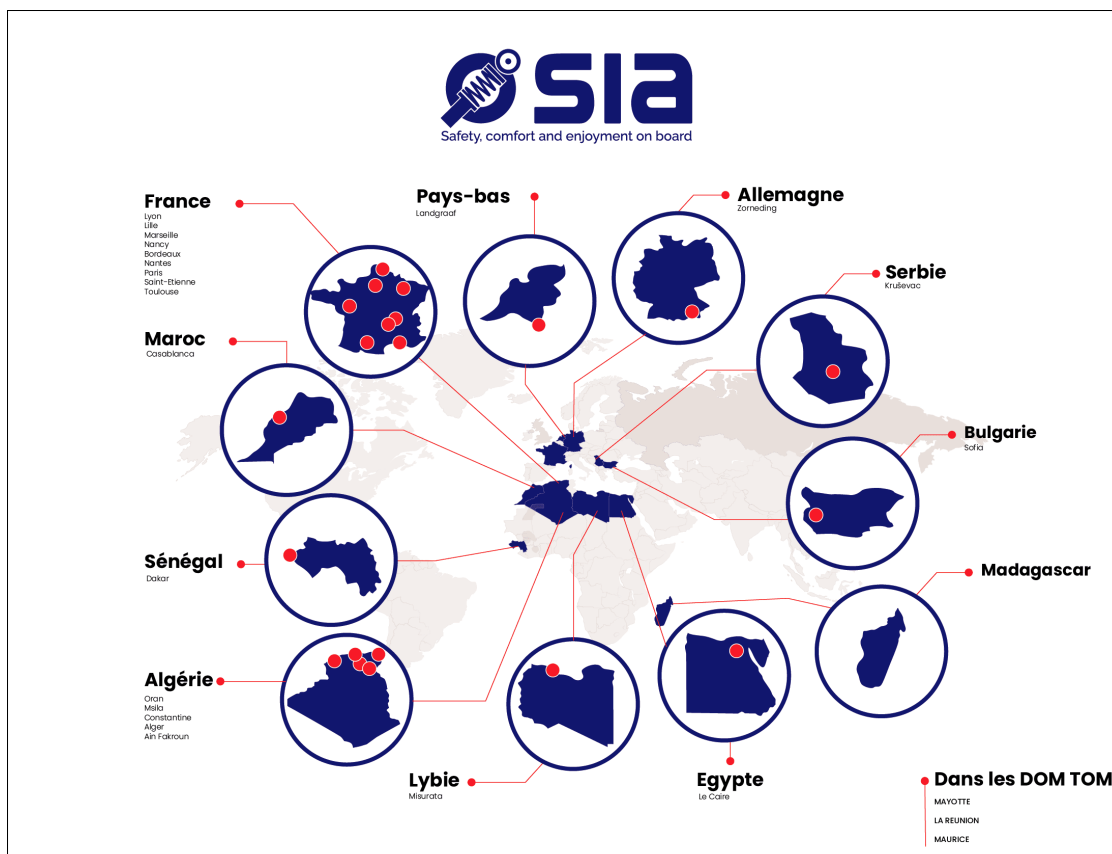 sia
Safety, comfort and enjoyment on board
France
Lyon
Lille
Marseille
Nancy
Bordeaux
Nantes
Paris
Saint-Etienne
Toulouse
Pays-bas
Landgraaf
Allemagne
Zorneding
Serbie
Kruševac
Maroc
Casablanca
Bulgarie
Sofia
Sénégal
Dakar
Madagascar
Algérie
Oran
Msila
Constantine
Alger
Ain Fakroun
Lybie
Misurata
Egypte
Le Caire
Dans les DOM TOM
MAYOTTE
LA REUNION
MAURICE